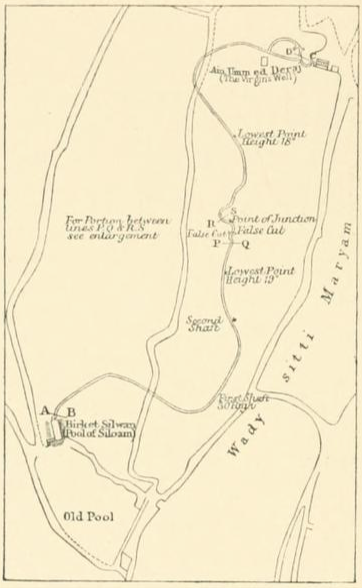 D
C
Ain Umm ed Deraj
(The Virgin's Well)
Lowest Point
Height 18"
S
R
Point of Junction
False Cut
False Cut
P
Q
For Portion between
lines P.Q & R.S
see enlargement
Lowest Point
Height 19"
Second
Shaft
First Shaft
Wady sitti Maryam
A
B
Birket Silwan
(Pool of Siloam)
Old Pool